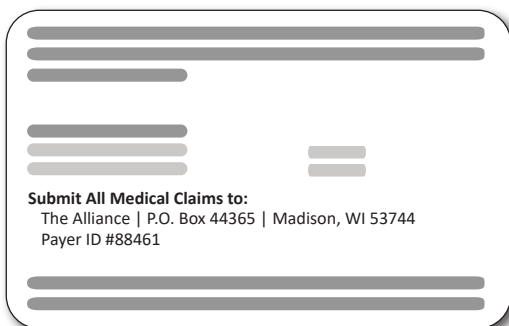 Submit All Medical Claims to:
The Alliance | P.O. Box 44365 | Madison, WI 53744
Payer ID #88461